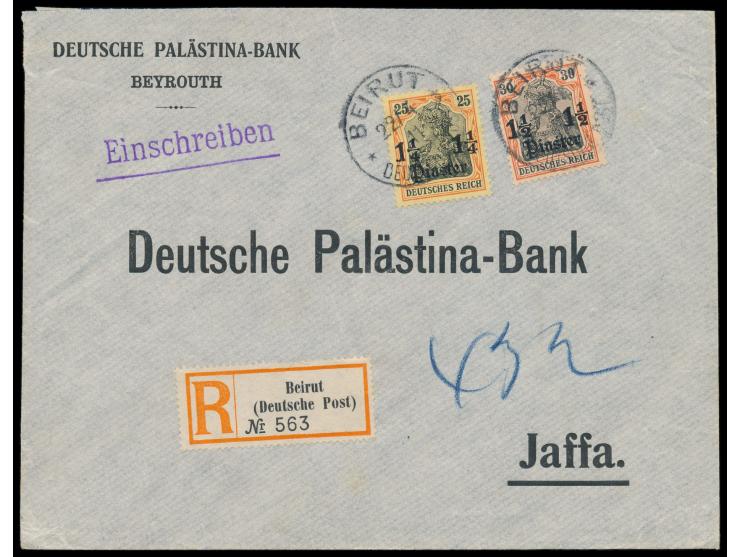 DEUTSCHE PALÄSTINA-BANK
BEYROUTH
Einschreiben
BEIRUT
25 25
1¼ 1¼
Piaster
DEUTSCHES REICH
BEIRUT
30 30
1½ 1½
Piaster
DEUTSCHES REICH
Deutsche Palästina-Bank
R
Beirut
(Deutsche Post)
№ 563
Jaffa.